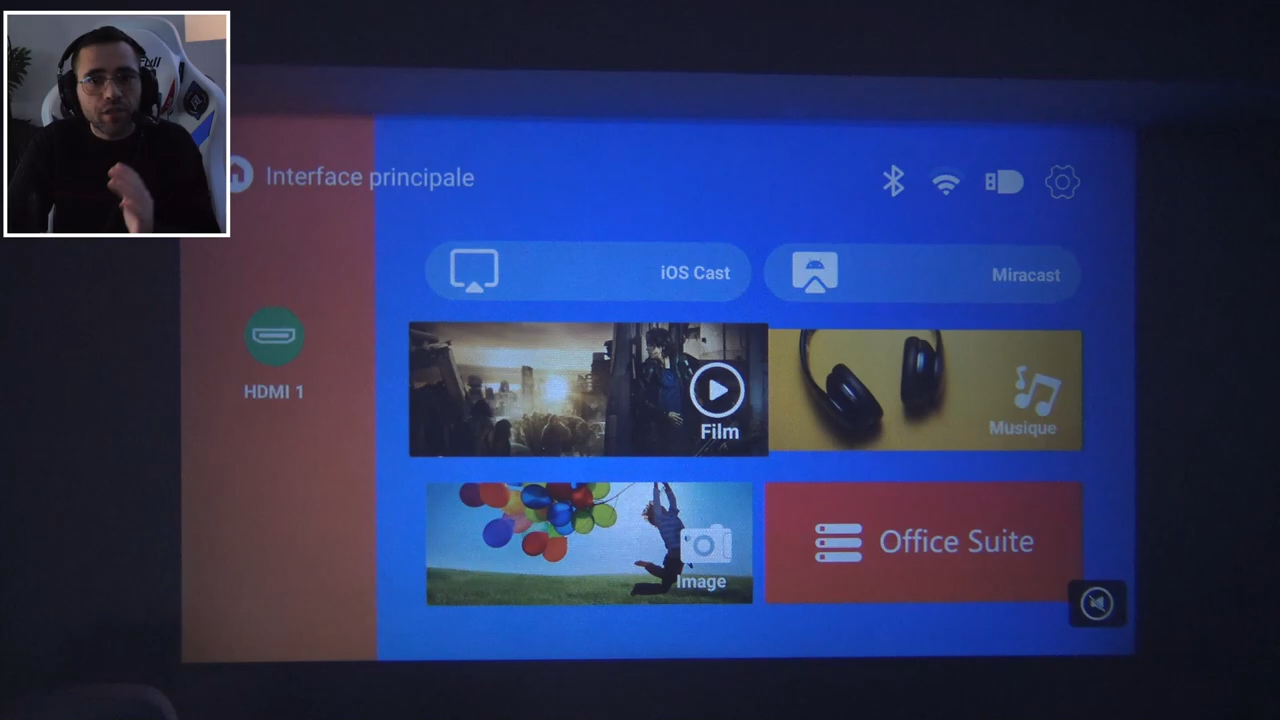 Interface principale
iOS Cast
Miracast
HDMI 1
Film
Musique
Image
Office Suite